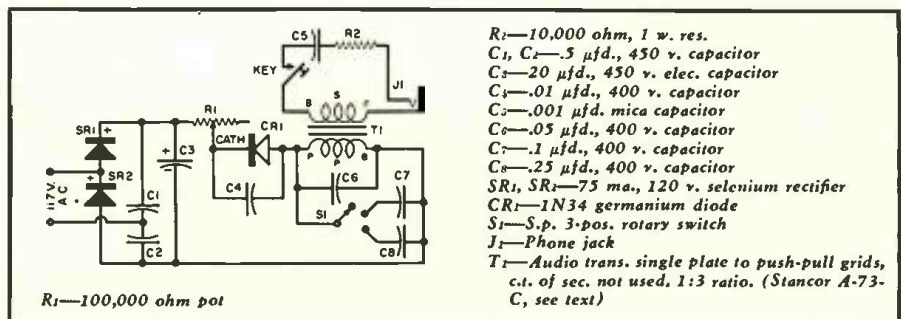 C5
R2
KEY
J1
S
B
T1
R1
CATH
CR1
SR1 +
+
C3
P
P
B
SR2
117V.
AC
C1
C4
C6
C7
S1
C2
C8
R1—100,000 ohm pot
R2—10,000 ohm, 1 w. res.
C1, C2—.5 µfd., 450 v. capacitor
C3—20 µfd., 450 v. elec. capacitor
C4—.01 µfd., 400 v. capacitor
C5—.001 µfd. mica capacitor
C6—.05 µfd., 400 v. capacitor
C7—.1 µfd., 400 v. capacitor
C8—.25 µfd., 400 v. capacitor
SR1, SR2—75 ma., 120 v. selenium rectifier
CR1—1N34 germanium diode
S1—S.p. 3-pos. rotary switch
J1—Phone jack
T1—Audio trans. single plate to push-pull grids,
c.t. of sec. not used, 1:3 ratio. (Stancor A-73-
C, see text)